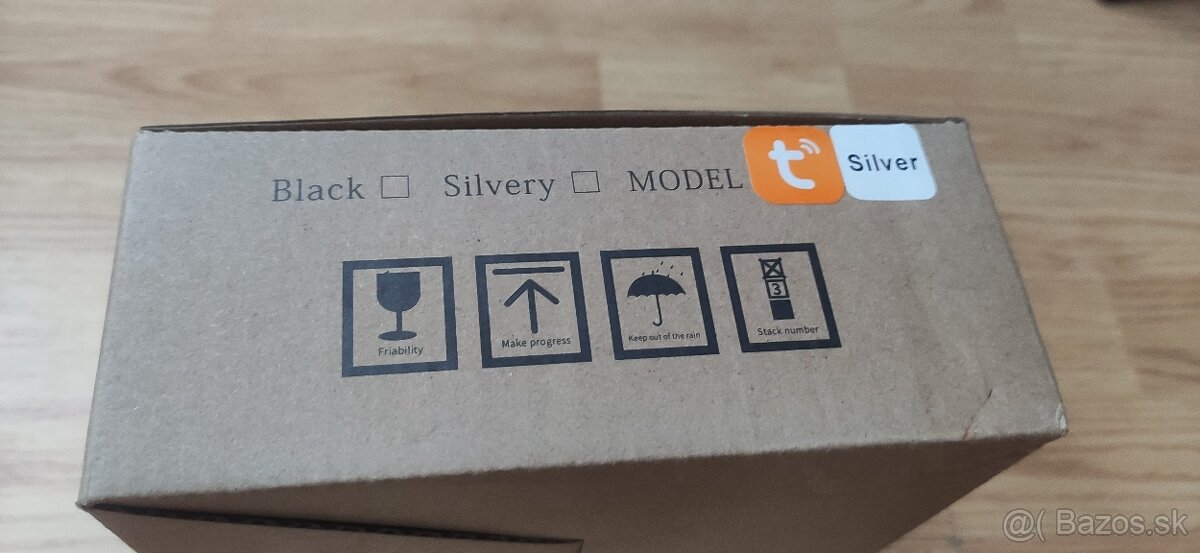 Black □ Silvery □ MODEL t Silver
Friability Make progress Keep out of the rain 3 Stack number
@( Bazos.sk